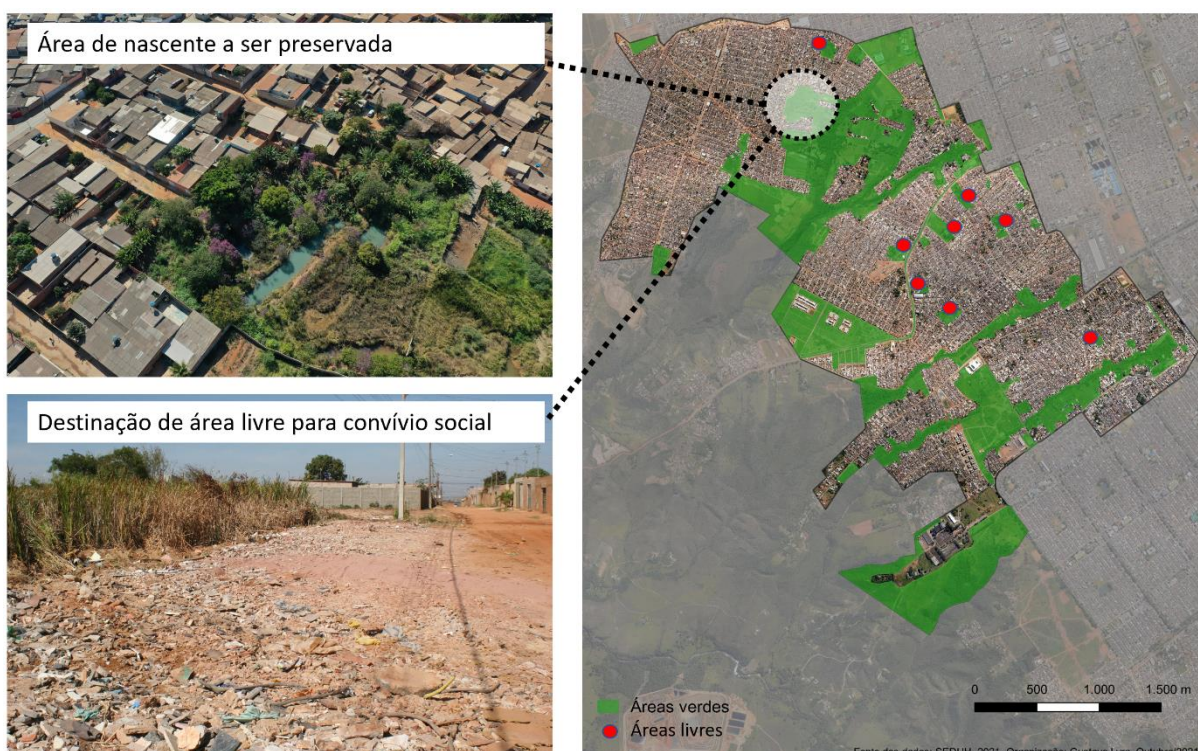 Área de nascente a ser preservada
Destinação de área livre para convívio social
0 500 1.000 1.500 m
Áreas verdes
Áreas livres
Fonte dos dados: SEDUH, 2021.